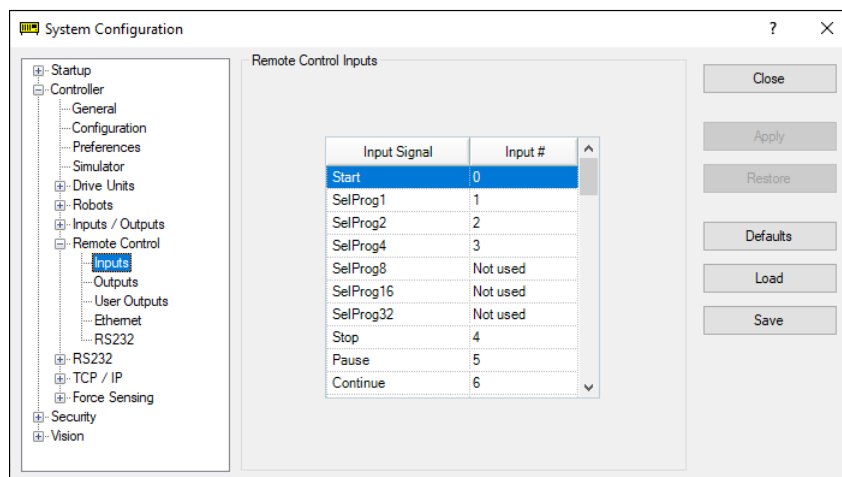 System Configuration
?
Startup
Controller
General
Configuration
Preferences
Simulator
Drive Units
Robots
Inputs / Outputs
Remote Control
Inputs
Outputs
User Outputs
Ethernet
RS232
RS232
TCP / IP
Force Sensing
Security
Vision
Remote Control Inputs
Input Signal Input #
Start 0
SelProg1 1
SelProg2 2
SelProg4 3
SelProg8 Not used
SelProg16 Not used
SelProg32 Not used
Stop 4
Pause 5
Continue 6
Close
Apply
Restore
Defaults
Load
Save